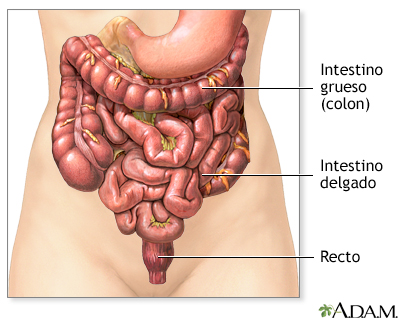 Intestino
grueso
(colon)
Intestino
delgado
Recto
A.D.A.M.